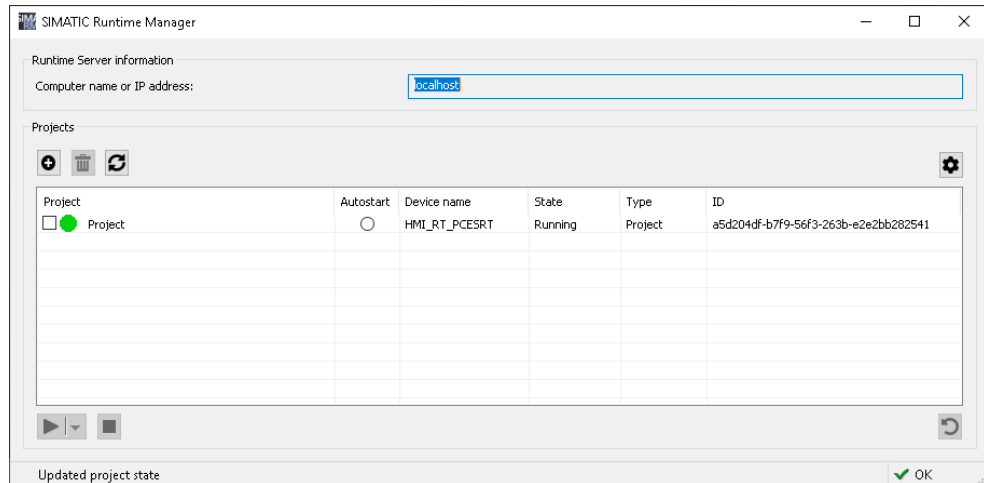 SIMATIC Runtime Manager
Runtime Server information
Computer name or IP address: localhost
Projects
Project Autostart Device name State Type ID
Project HMI_RT_PCESRT Running Project a5d204df-b7f9-56f3-263b-e2e2bb282541
Updated project state OK